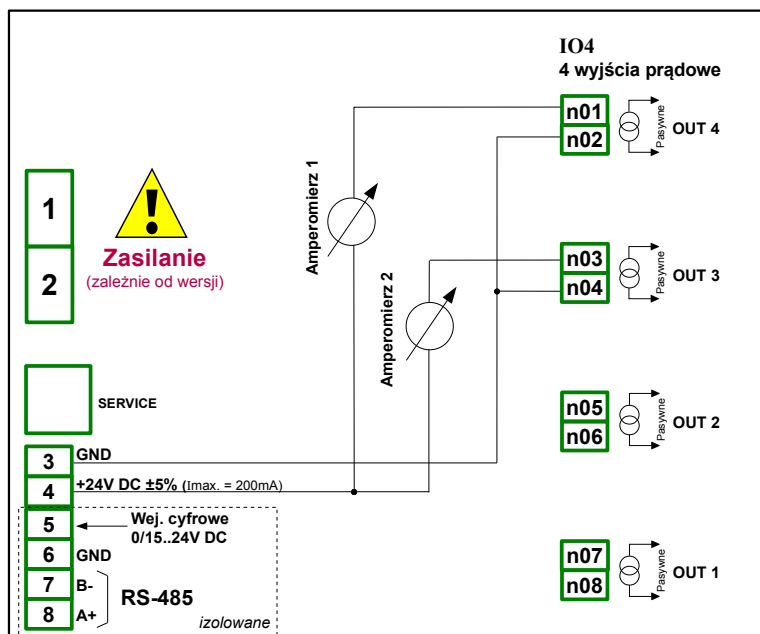 IO4
4 wyjścia prądowe
n01
n02
Pasywne
OUT 4
Amperomierz 1
1
2
!
Zasilanie
(zależnie od wersji)
n03
n04
Pasywne
OUT 3
Amperomierz 2
SERVICE
n05
n06
Pasywne
OUT 2
3 GND
4 +24V DC ±5% (Imax. = 200mA)
5 Wej. cyfrowe
0/15..24V DC
6 GND
7 B-
RS-485
8 A+
izolowane
n07
n08
Pasywne
OUT 1